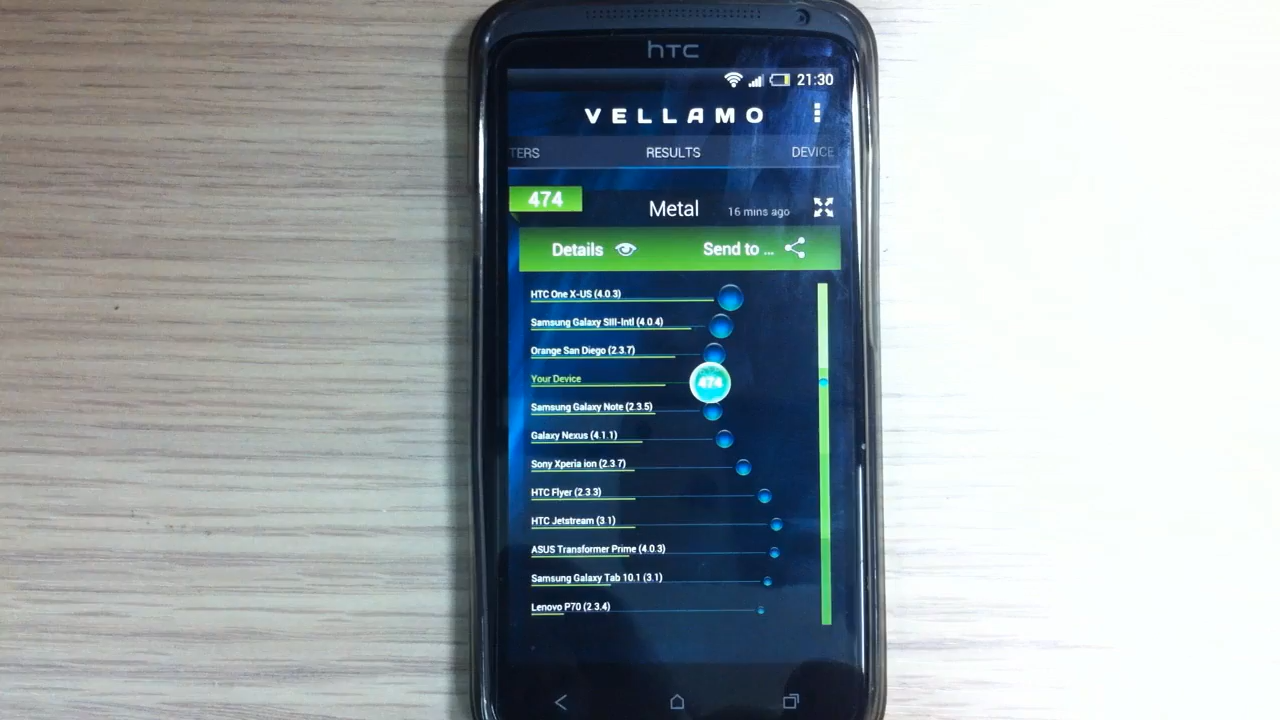 hTC
21:30
VELLAMO
TERS RESULTS DEVICE
474
Metal 16 mins ago
Details Send to ...
HTC One X-US (4.0.3)
Samsung Galaxy SIII-Intl (4.0.4)
Orange San Diego (2.3.7)
Your Device 474
Samsung Galaxy Note (2.3.5)
Galaxy Nexus (4.1.1)
Sony Xperia ion (2.3.7)
HTC Flyer (2.3.3)
HTC Jetstream (3.1)
ASUS Transformer Prime (4.0.3)
Samsung Galaxy Tab 10.1 (3.1)
Lenovo P70 (2.3.4)